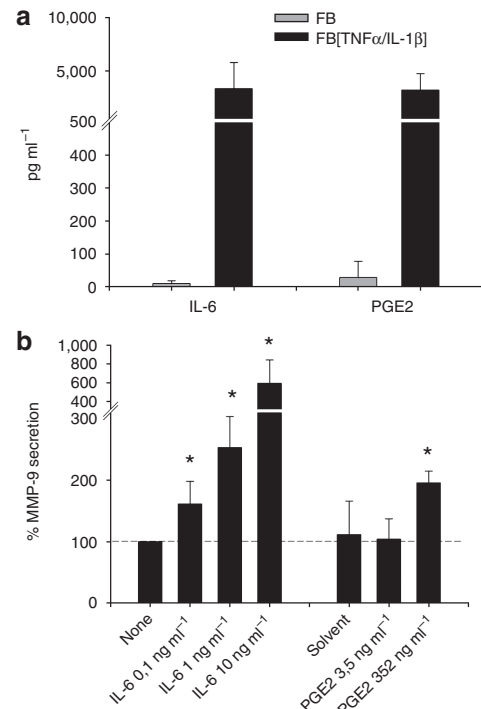 a
FB
FB[TNFα/IL-1β]
10,000
5,000
500
400
300
200
100
0
pg ml⁻¹
IL-6
PGE2
b
1,000
800
600
400
300
200
100
0
% MMP-9 secretion
*
*
*
*
None
IL-6 0,1 ng ml⁻¹
IL-6 1 ng ml⁻¹
IL-6 10 ng ml⁻¹
Solvent
PGE2 3,5 ng ml⁻¹
PGE2 352 ng ml⁻¹